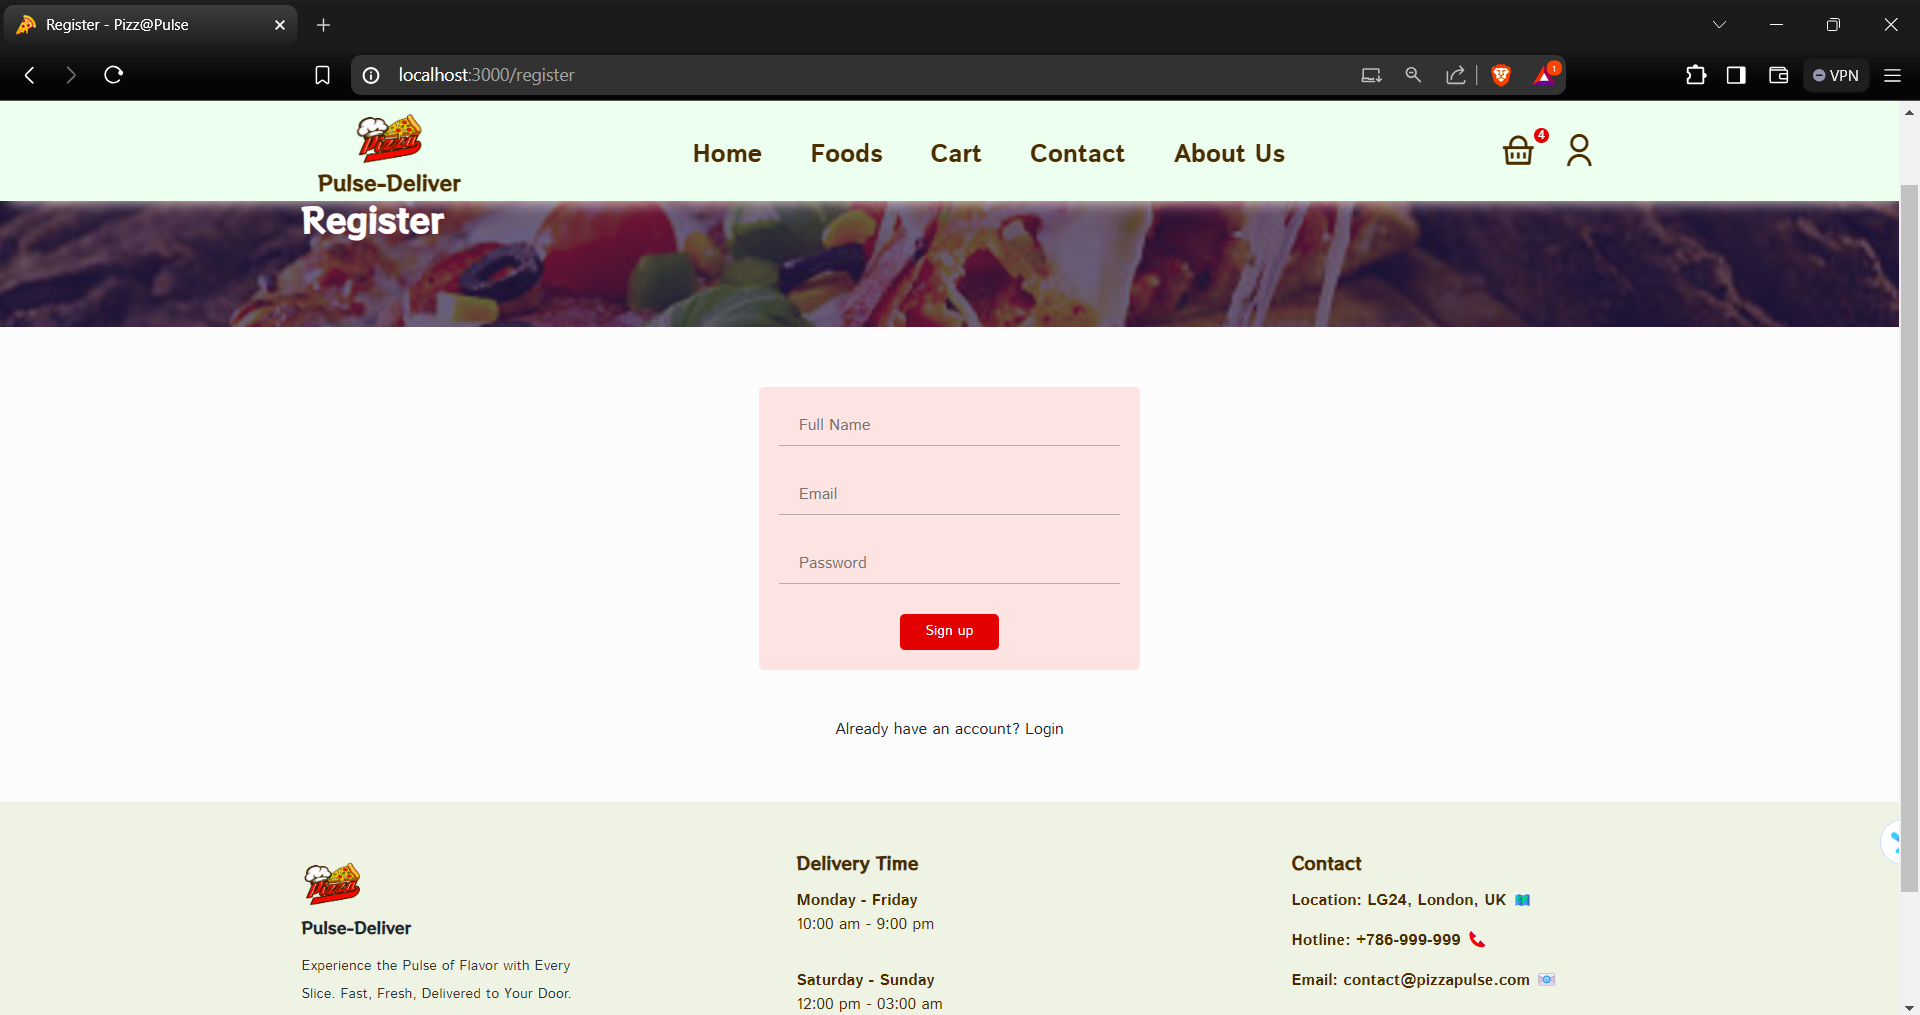 Register - Pizz@Pulse
localhost:3000/register
1
VPN
Pizza
Pulse-Deliver
Home
Foods
Cart
Contact
About Us
4
Register
Full Name
Email
Password
Sign up
Already have an account? Login
Pizza
Pulse-Deliver
Experience the Pulse of Flavor with Every
Slice. Fast, Fresh, Delivered to Your Door.
Delivery Time
Monday - Friday
10:00 am - 9:00 pm
Saturday - Sunday
12:00 pm - 03:00 am
Contact
Location: LG24, London, UK
Hotline: +786-999-999
Email: contact@pizzapulse.com